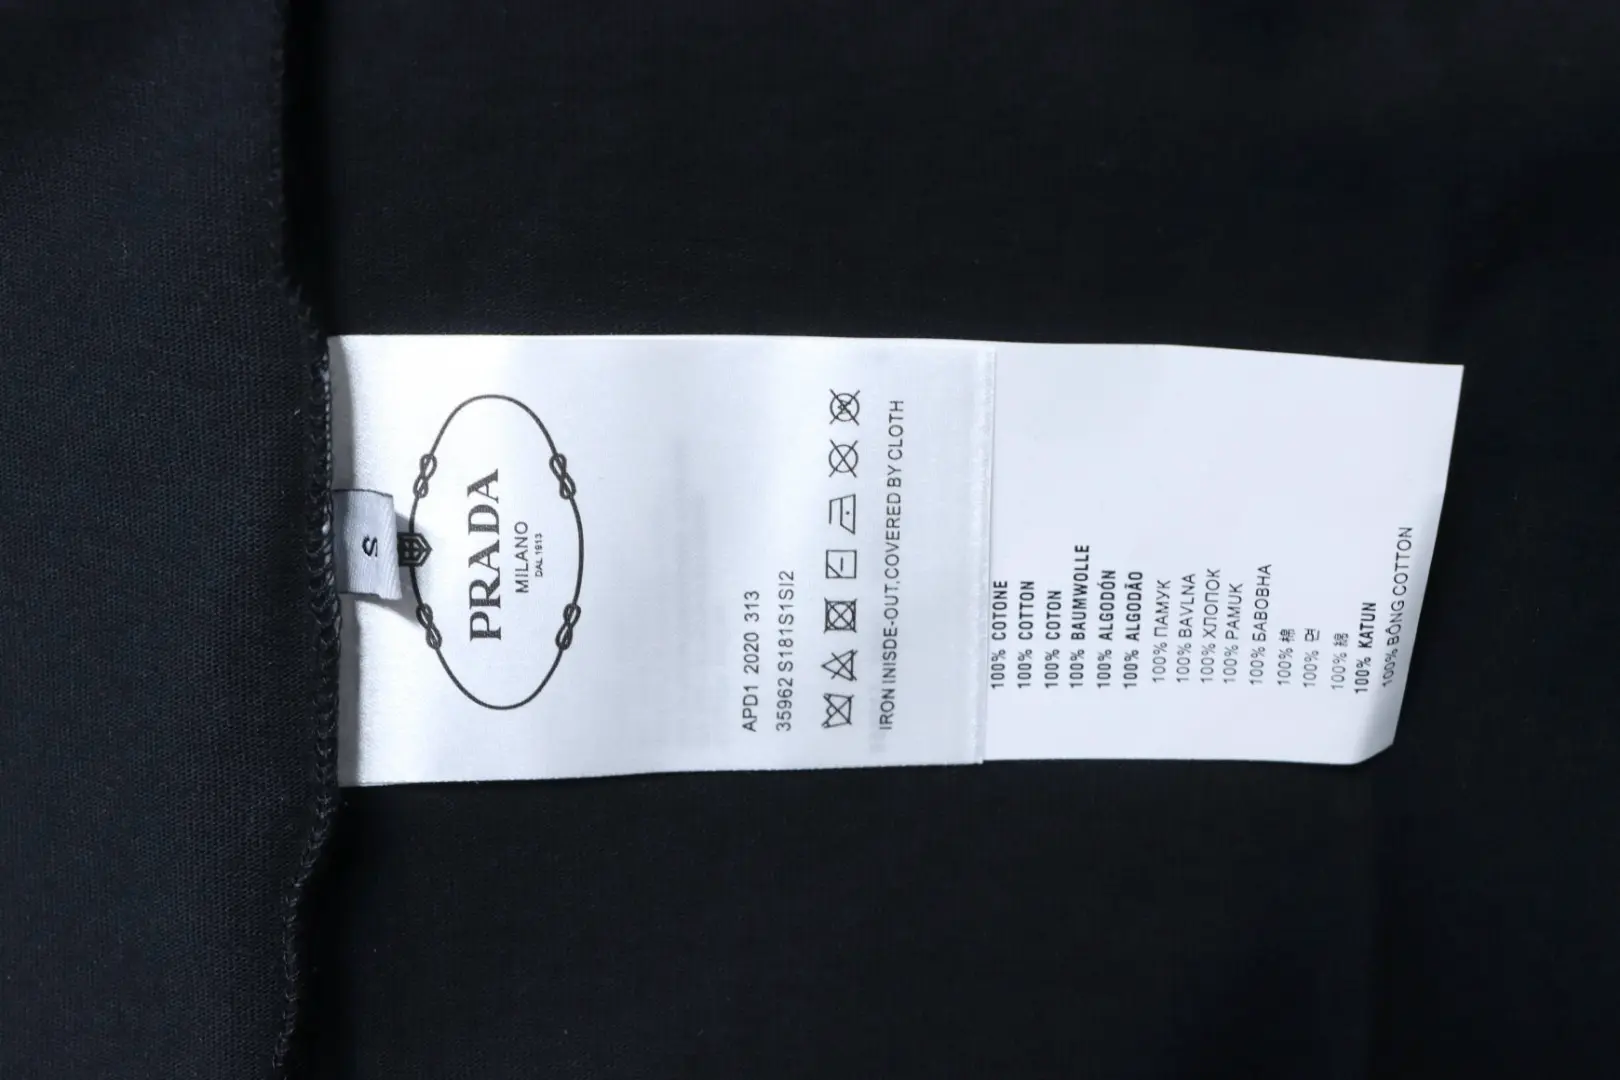 S
PRADA
MILANO
DAL 1913
APD1 2020 313
35962 S181S1SI2
IRON INISDE-OUT,COVERED BY CLOTH
100% COTONE
100% COTTON
100% COTON
100% BAUMWOLLE
100% ALGODÓN
100% ALGODÃO
100% ПАМУК
100% BAVLNA
100% ХЛОПОК
100% PAMUK
100% БАВОВНА
100% 棉
100% 면
100% 綿
100% KATUN
100% BÔNG COTTON